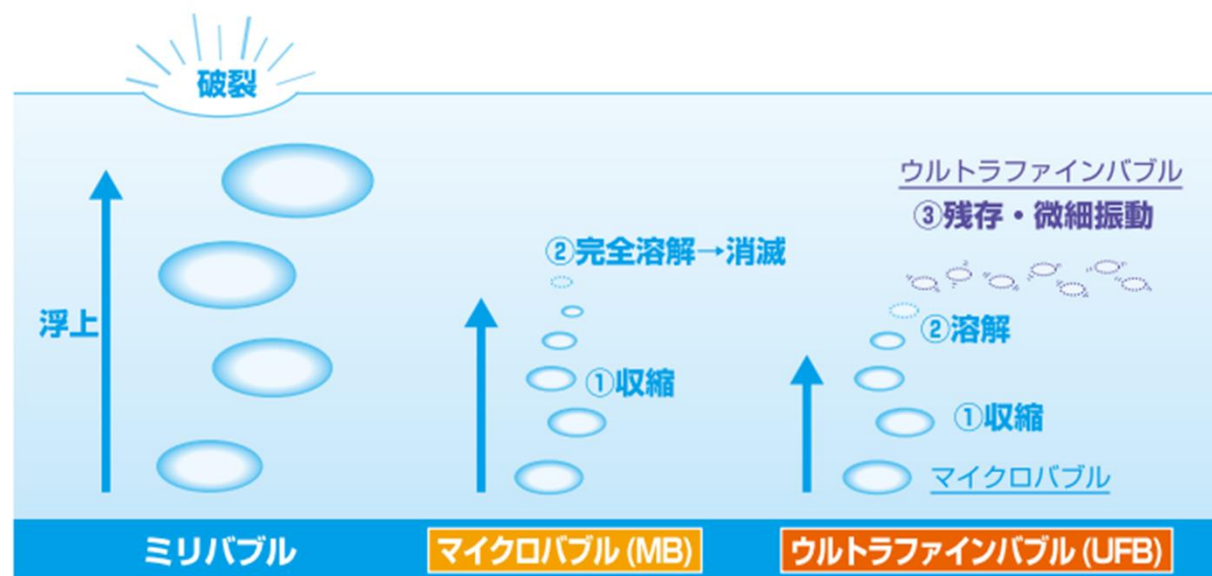 破裂
浮上
ミリバブル
②完全溶解→消滅
①収縮
マイクロバブル(MB)
ウルトラファインバブル
③残存・微細振動
②溶解
①収縮
マイクロバブル
ウルトラファインバブル(UFB)